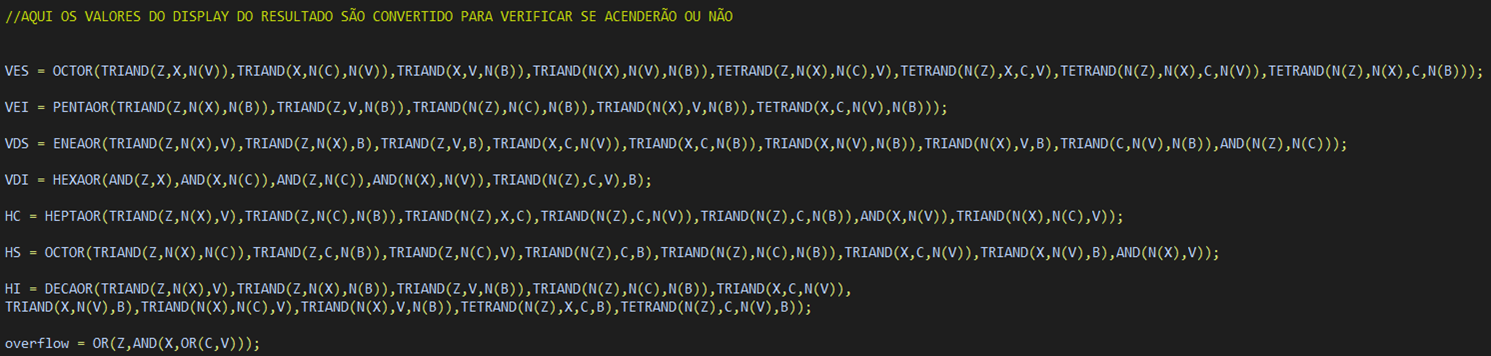 //AQUI OS VALORES DO DISPLAY DO RESULTADO SÃO CONVERTIDO PARA VERIFICAR SE ACENDERÃO OU NÃO
VES = OCTOR(TRIAND(Z,X,N(V)),TRIAND(X,N(C),N(V)),TRIAND(X,V,N(B)),TRIAND(N(X),N(V),N(B)),TETRAND(Z,N(X),N(C),V),TETRAND(N(Z),X,C,V),TETRAND(N(Z),N(X),C,N(V)),TETRAND(N(Z),N(X),C,N(B)));
VEI = PENTAOR(TRIAND(Z,N(X),N(B)),TRIAND(Z,V,N(B)),TRIAND(N(Z),N(C),N(B)),TRIAND(N(X),V,N(B)),TETRAND(X,C,N(V),N(B)));
VDS = ENEAOR(TRIAND(Z,N(X),V),TRIAND(Z,N(X),B),TRIAND(Z,V,B),TRIAND(X,C,N(V)),TRIAND(X,C,N(B)),TRIAND(X,N(V),N(B)),TRIAND(N(X),V,B),TRIAND(C,N(V),N(B)),AND(N(Z),N(C)));
VDI = HEXAOR(AND(Z,X),AND(X,N(C)),AND(Z,N(C)),AND(N(X),N(V)),TRIAND(N(Z),C,V),B);
HC = HEPTAOR(TRIAND(Z,N(X),V),TRIAND(Z,N(C),N(B)),TRIAND(N(Z),X,C),TRIAND(N(Z),C,N(V)),TRIAND(N(Z),C,N(B)),AND(X,N(V)),TRIAND(N(X),N(C),V));
HS = OCTOR(TRIAND(Z,N(X),N(C)),TRIAND(Z,C,N(B)),TRIAND(Z,N(C),V),TRIAND(N(Z),C,B),TRIAND(N(Z),N(C),N(B)),TRIAND(X,C,N(V)),TRIAND(X,N(V),B),AND(N(X),V));
HI = DECAOR(TRIAND(Z,N(X),V),TRIAND(Z,N(X),N(B)),TRIAND(Z,V,N(B)),TRIAND(N(Z),N(C),N(B)),TRIAND(X,C,N(V)),
TRIAND(X,N(V),B),TRIAND(N(X),N(C),V),TRIAND(N(X),V,N(B)),TETRAND(N(Z),X,C,B),TETRAND(N(Z),C,N(V),B));
overflow = OR(Z,AND(X,OR(C,V)));